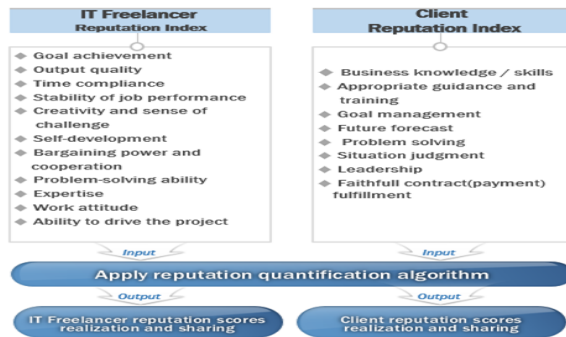 IT Freelancer
Reputation Index
Goal achievement
Output quality
Time compliance
Stability of job performance
Creativity and sense of
challenge
Self-development
Bargaining power and
cooperation
Problem-solving ability
Expertise
Work attitude
Ability to drive the project
Client
Reputation Index
Business knowledge / skills
Appropriate guidance and
training
Goal management
Future forecast
Problem solving
Situation judgment
Leadership
Faithfull contract(payment)
fulfillment
Input
Input
Apply reputation quantification algorithm
Output
Output
IT Freelancer reputation scores
realization and sharing
Client reputation scores
realization and sharing